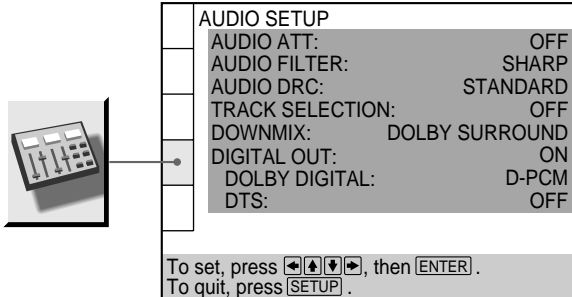 AUDIO SETUP
AUDIO ATT: OFF
AUDIO FILTER: SHARP
AUDIO DRC: STANDARD
TRACK SELECTION: OFF
DOWNMIX: DOLBY SURROUND
DIGITAL OUT: ON
DOLBY DIGITAL: D-PCM
DTS: OFF
To set, press ←↑↓→, then ENTER.
To quit, press SETUP.